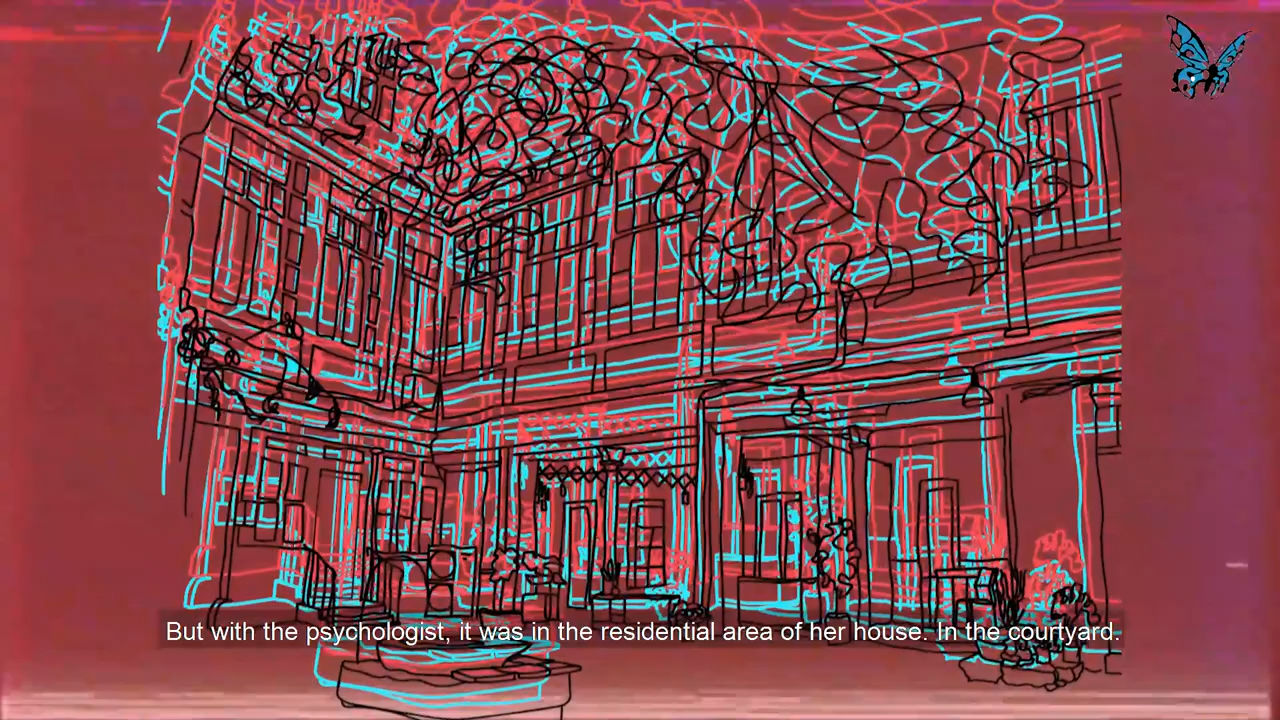 But with the psychologist, it was in the residential area of her house. In the courtyard.